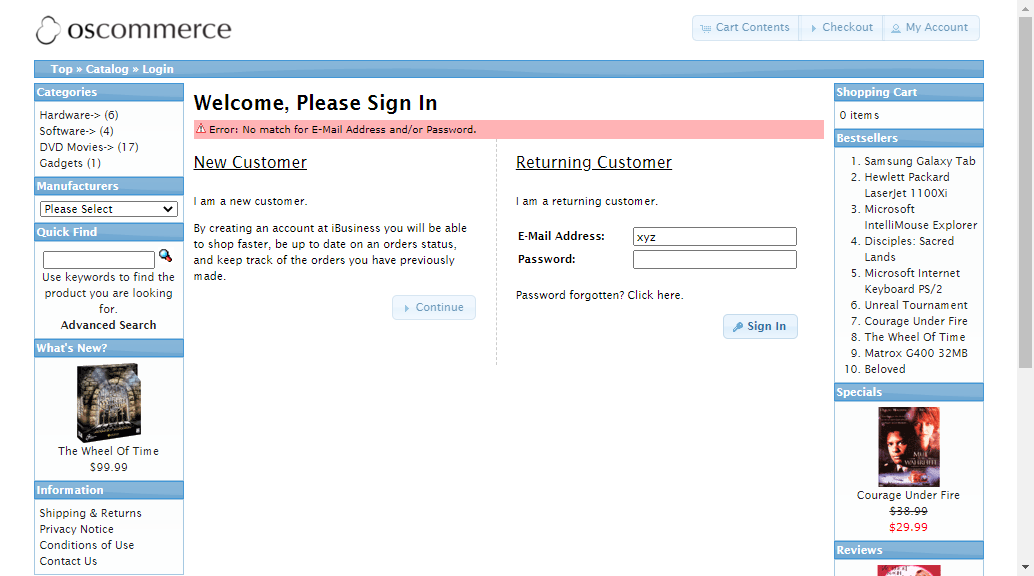 oscommerce
Cart Contents
Checkout
My Account
Top » Catalog » Login
Categories
Hardware-> (6)
Software-> (4)
DVD Movies-> (17)
Gadgets (1)
Manufacturers
Please Select
Quick Find
Use keywords to find the
product you are looking
for.
Advanced Search
What's New?
The Wheel Of Time
$99.99
Information
Shipping & Returns
Privacy Notice
Conditions of Use
Contact Us
Welcome, Please Sign In
Error: No match for E-Mail Address and/or Password.
New Customer
I am a new customer.
By creating an account at iBusiness you will be able
to shop faster, be up to date on an orders status,
and keep track of the orders you have previously
made.
Continue
Returning Customer
I am a returning customer.
E-Mail Address: xyz
Password:
Password forgotten? Click here.
Sign In
Shopping Cart
0 items
Bestsellers
1. Samsung Galaxy Tab
2. Hewlett Packard
LaserJet 1100Xi
3. Microsoft
IntelliMouse Explorer
4. Disciples: Sacred
Lands
5. Microsoft Internet
Keyboard PS/2
6. Unreal Tournament
7. Courage Under Fire
8. The Wheel Of Time
9. Matrox G400 32MB
10. Beloved
Specials
Courage Under Fire
$38.99
$29.99
Reviews